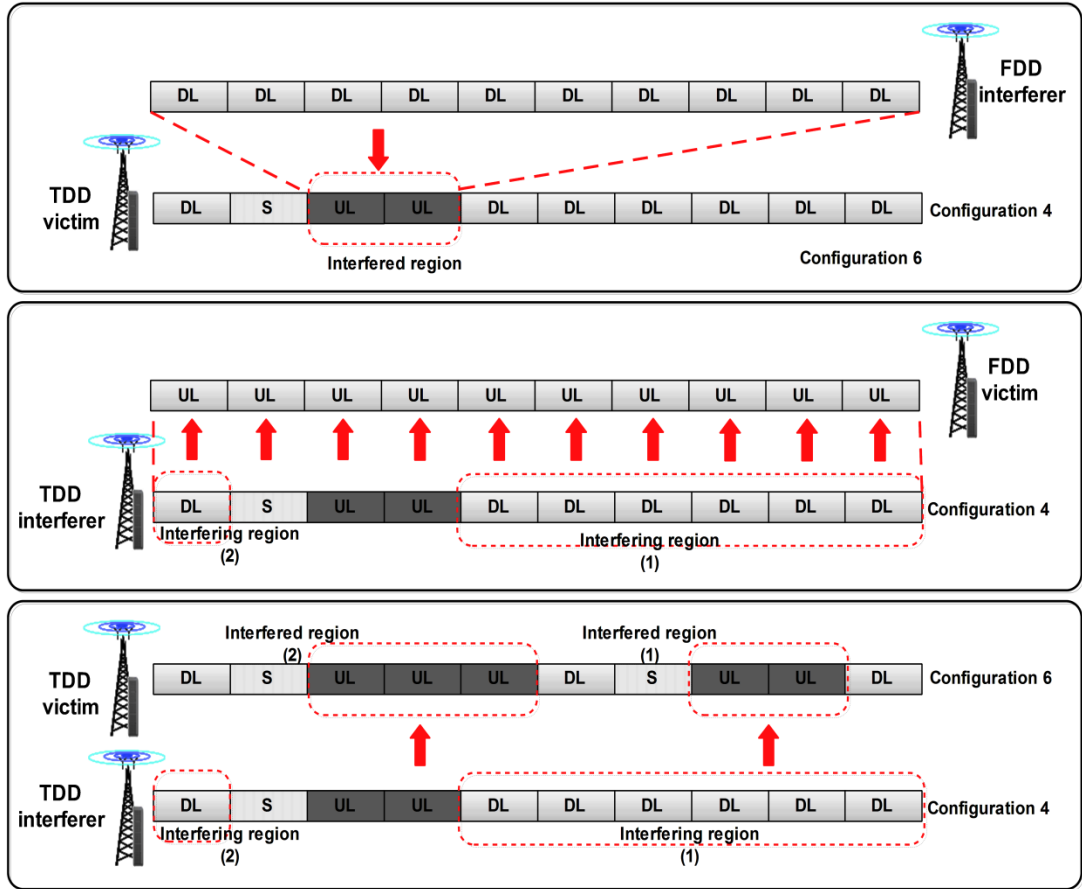 FDD
interferer
DL DL DL DL DL DL DL DL DL DL
TDD
victim
DL S UL UL DL DL DL DL DL DL
Configuration 4
Interfered region
Configuration 6
FDD
victim
UL UL UL UL UL UL UL UL UL UL
TDD
interferer
DL S UL UL DL DL DL DL DL DL
Configuration 4
Interfering region
(2)
Interfering region
(1)
Interfered region
(2)
Interfered region
(1)
TDD
victim
DL S UL UL UL DL S UL UL DL
Configuration 6
TDD
interferer
DL S UL UL DL DL DL DL DL DL
Configuration 4
Interfering region
(2)
Interfering region
(1)